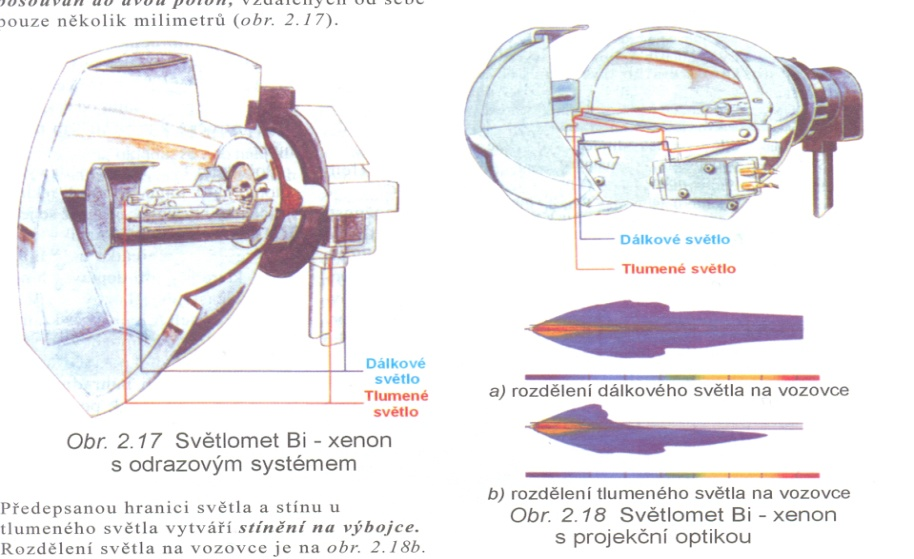 posouván do dvou poloh, vzdálených od sebe
pouze několik milimetrů (obr. 2.17).
Dálkové
světlo
Tlumené
světlo
Obr. 2.17 Světlomet Bi - xenon
s odrazovým systémem
Předepsanou hranici světla a stínu u
tlumeného světla vytváří stínění na výbojce.
Rozdělení světla na vozovce je na obr. 2.18b.
Dálkové světlo
Tlumené světlo
a) rozdělení dálkového světla na vozovce
b) rozdělení tlumeného světla na vozovce
Obr. 2.18 Světlomet Bi - xenon
s projekční optikou